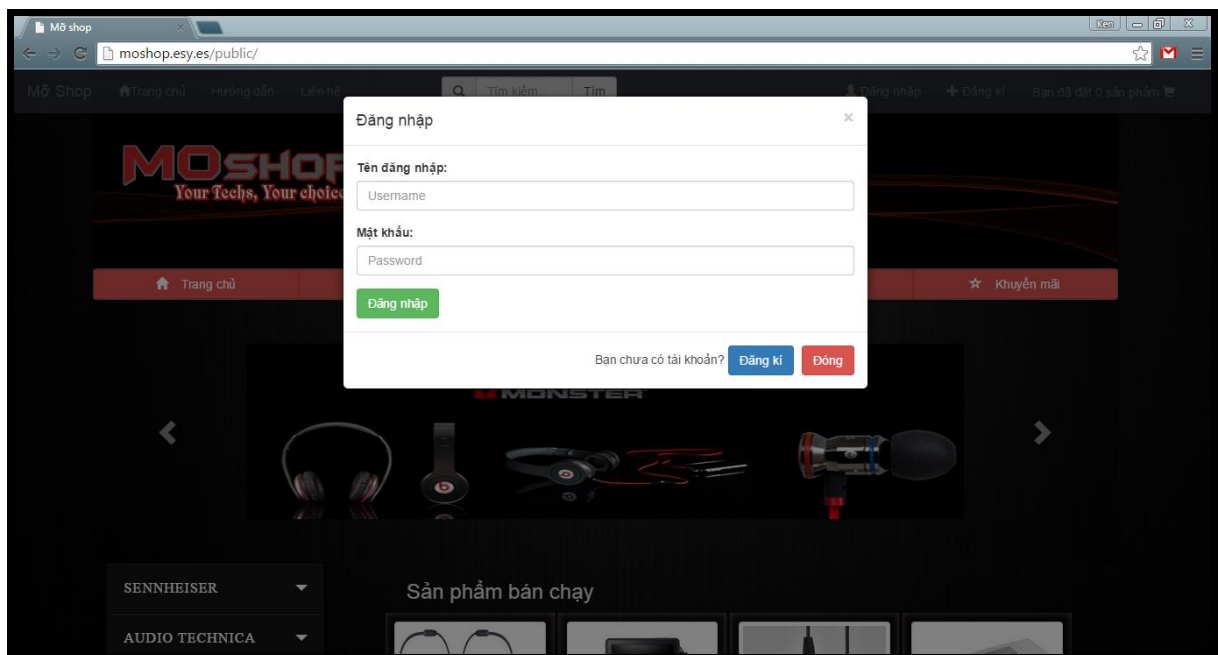 Mỡ shop
Ken
moshop.esy.es/public/
Mỡ Shop Trang chủ Hướng dẫn Liên hệ Tìm kiếm... Tìm Đăng nhập Đăng kí Bạn đã đặt 0 sản phẩm
Đăng nhập ×
MOSHOP
Your Techs, Your choice
Tên đăng nhập:
Username
Mật khẩu:
Password
Trang chủ Khuyến mãi
Đăng nhập
Bạn chưa có tài khoản? Đăng kí Đóng
MONSTER
SENNHEISER
Sản phẩm bán chạy
AUDIO TECHNICA